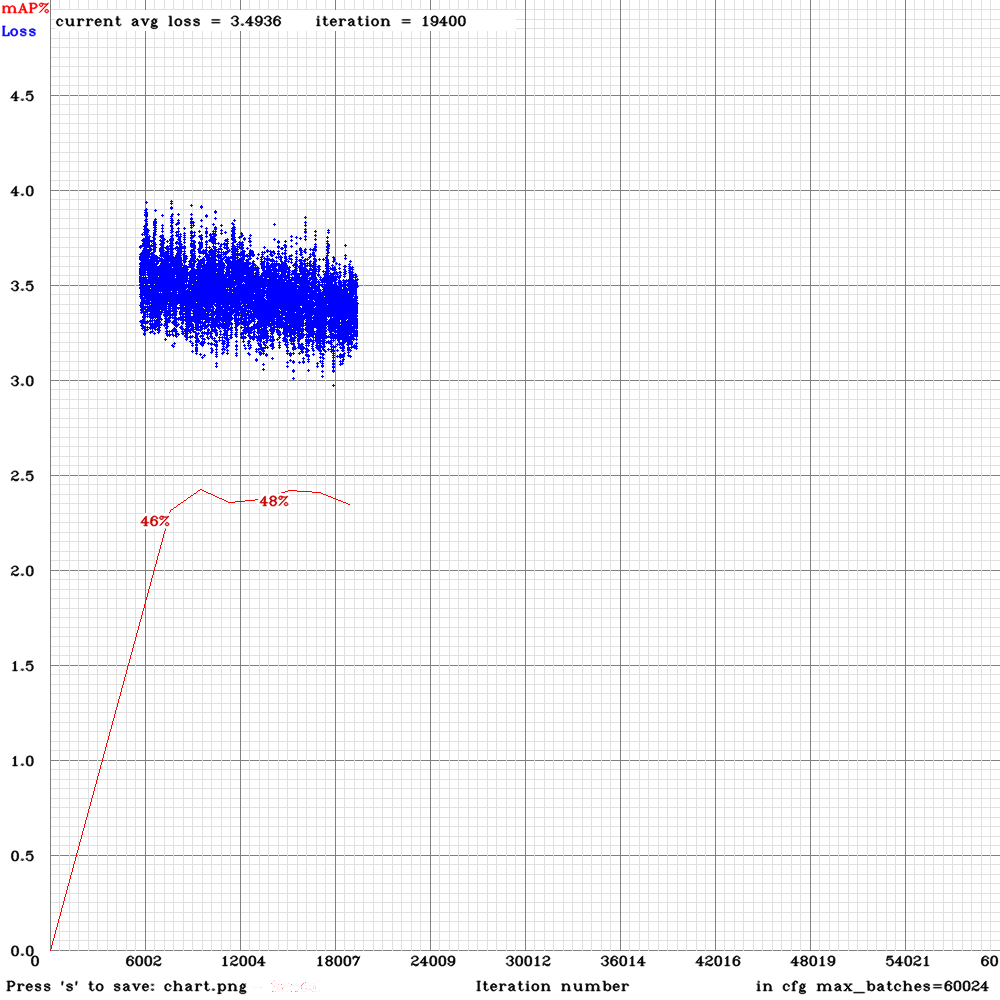 mAP%
Loss
current avg loss = 3.4936 iteration = 19400
4.5
4.0
3.5
3.0
2.5
48%
46%
2.0
1.5
1.0
0.5
0.0
0 6002 12004 18007 24009 30012 36014 42016 48019 54021 60
Press 's' to save: chart.png Iteration number in cfg max_batches=60024